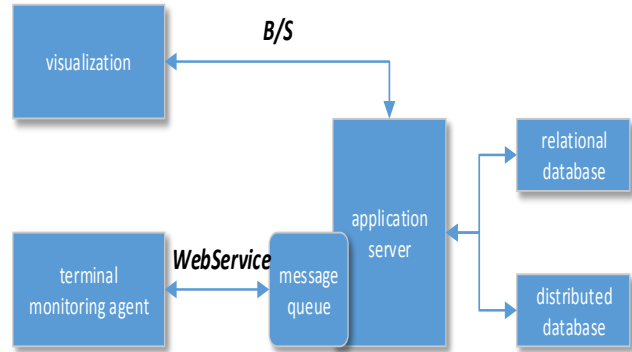 B/S
visualization
relational
database
application
server
WebService
terminal
monitoring agent
message
queue
distributed
database